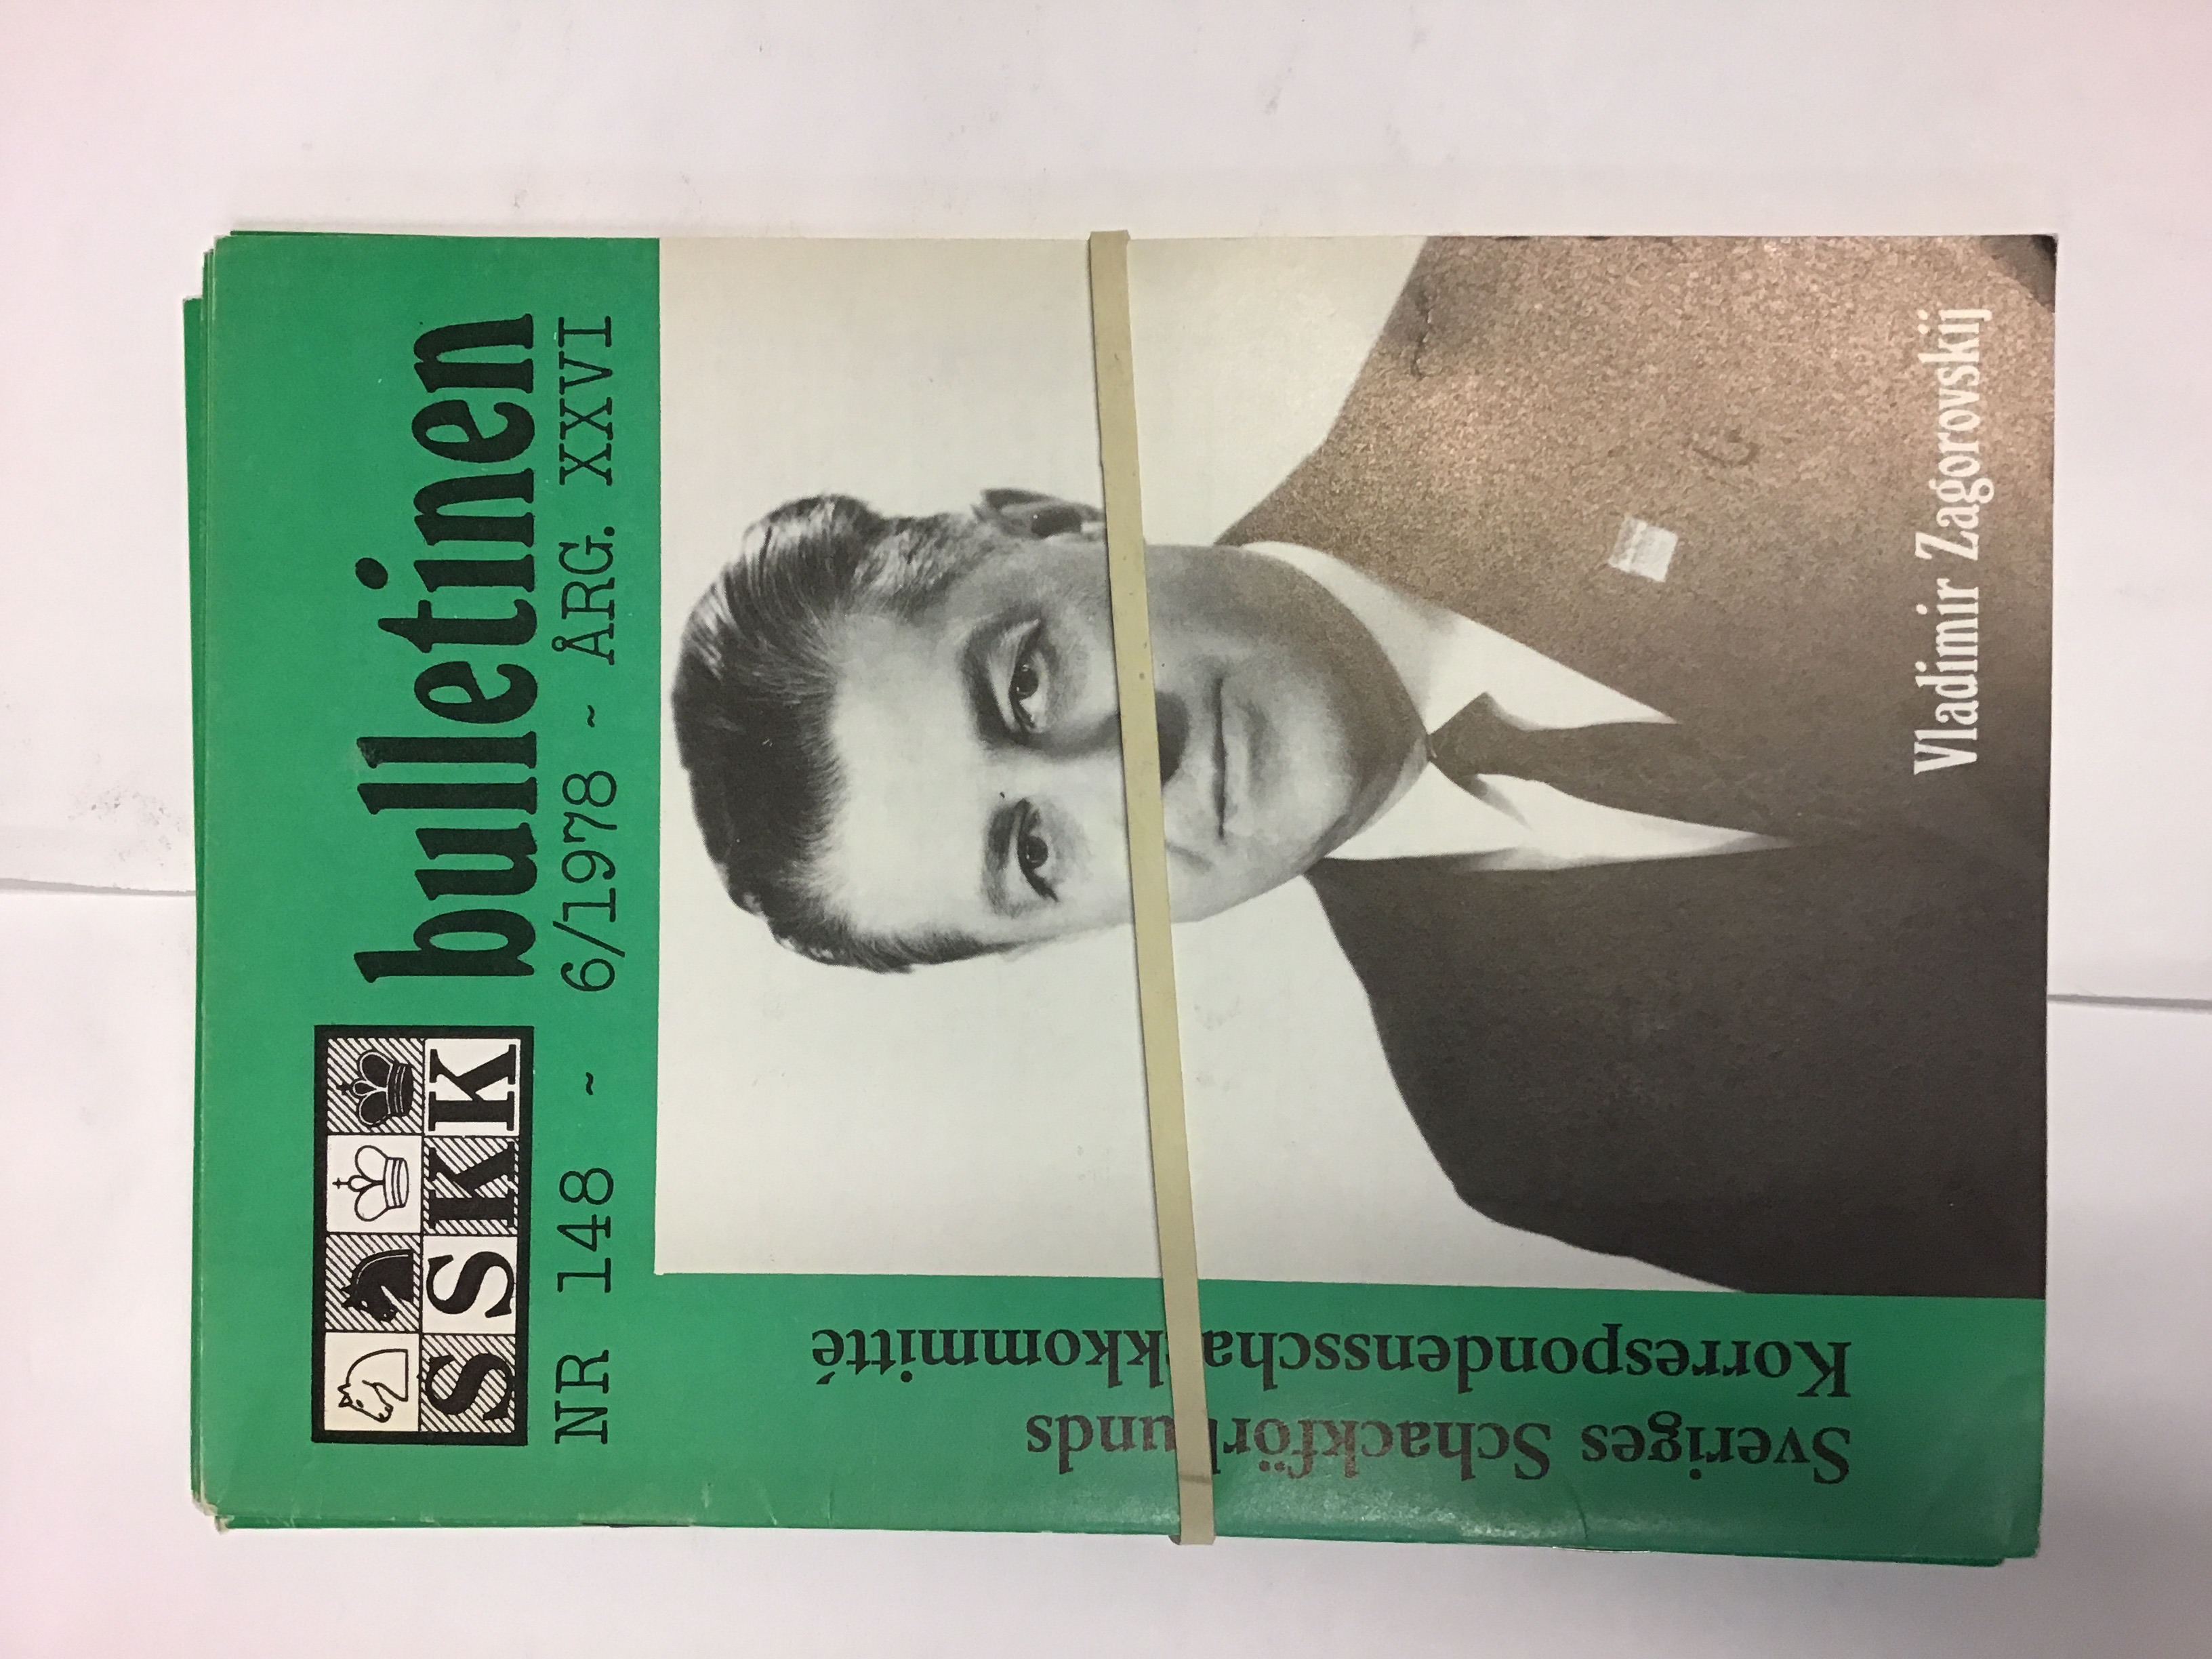 SSKK
bulletinen
NR 148 - 6/1978 - ÅRG. XXVI
Sveriges Schackförbunds
Korrespondensschackkommitté
Vladimir Zagorovskij